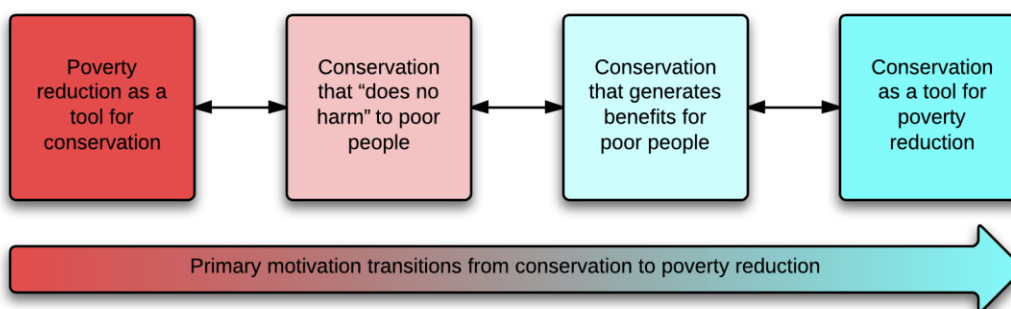 Poverty
reduction as a
tool for
conservation
Conservation
that “does no
harm” to poor
people
Conservation
that generates
benefits for
poor people
Conservation
as a tool for
poverty
reduction
Primary motivation transitions from conservation to poverty reduction